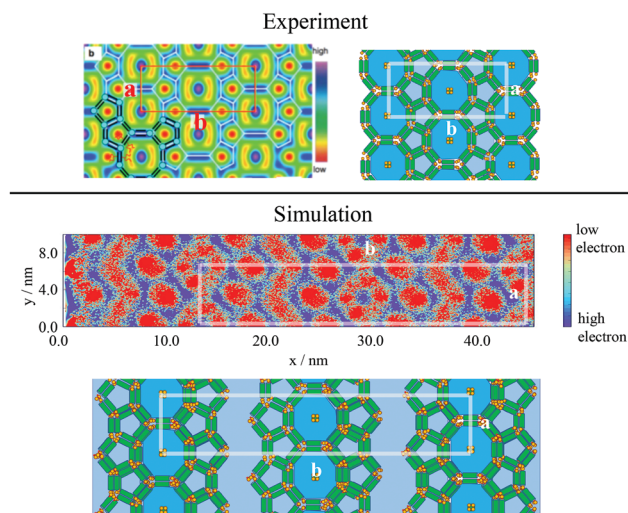 Experiment
b
high
low
a
b
a
b
Simulation
y / nm
8.0
4.0
0.0
b
a
0.0
10.0
20.0
30.0
40.0
x / nm
low
electron
high
electron
a
b